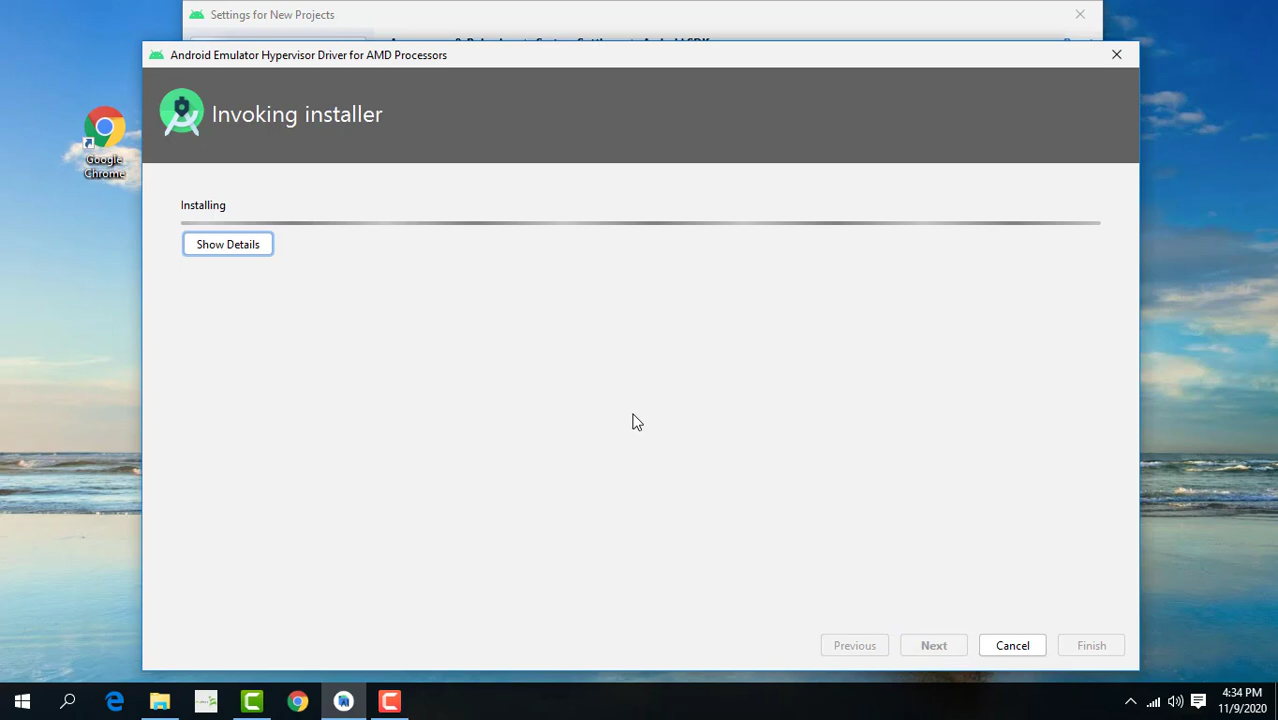 Settings for New Projects
Android Emulator Hypervisor Driver for AMD Processors
Invoking installer
Google
Chrome
Installing
Show Details
Previous
Next
Cancel
Finish
4:34 PM
11/9/2020